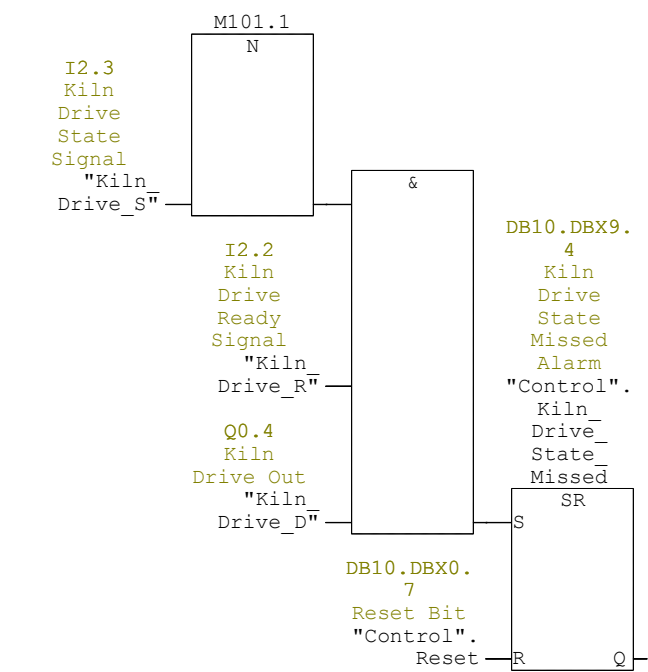 M101.1
N
I2.3
Kiln
Drive
State
Signal
"Kiln_
Drive_S"
&
I2.2
Kiln
Drive
Ready
Signal
"Kiln_
Drive_R"
Q0.4
Kiln
Drive Out
"Kiln_
Drive_D"
DB10.DBX9.
4
Kiln
Drive
State
Missed
Alarm
"Control".
Kiln_
Drive_
State_
Missed
SR
S
DB10.DBX0.
7
Reset Bit
"Control".
Reset
R
Q